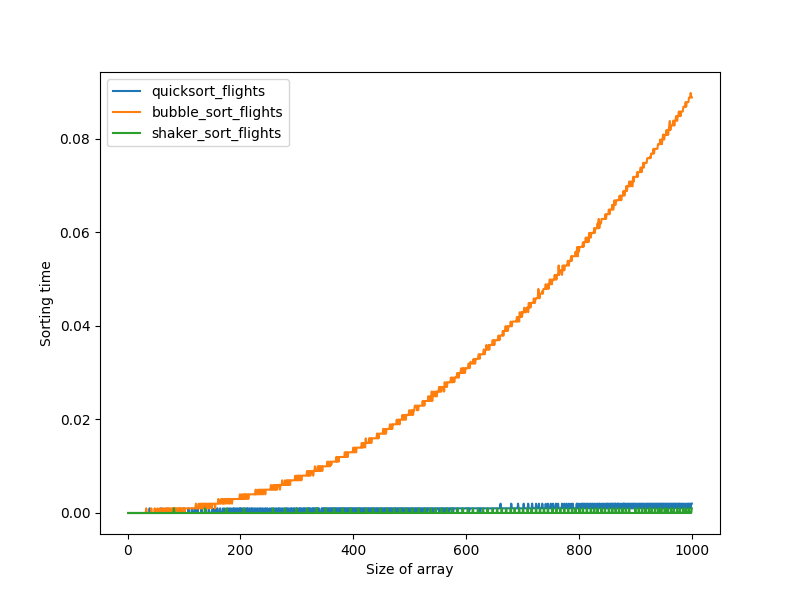 quicksort_flights
bubble_sort_flights
shaker_sort_flights
0.08
0.06
0.04
0.02
0.00
Sorting time
0 200 400 600 800 1000
Size of array